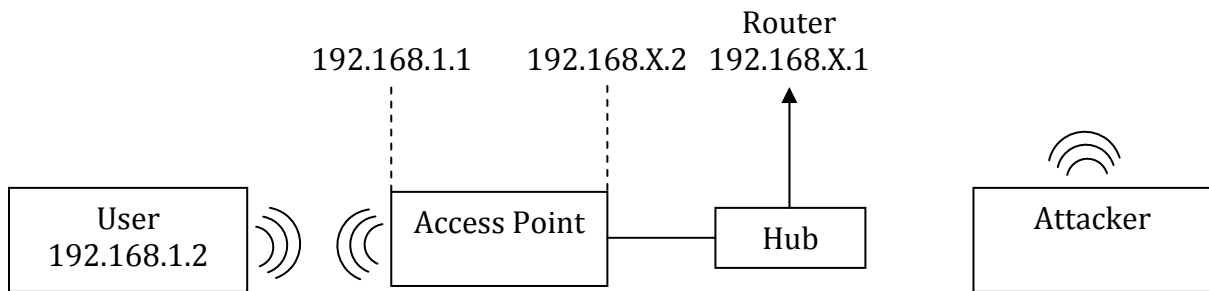 Router
192.168.1.1 192.168.X.2 192.168.X.1
User
192.168.1.2
Access Point
Hub
Attacker